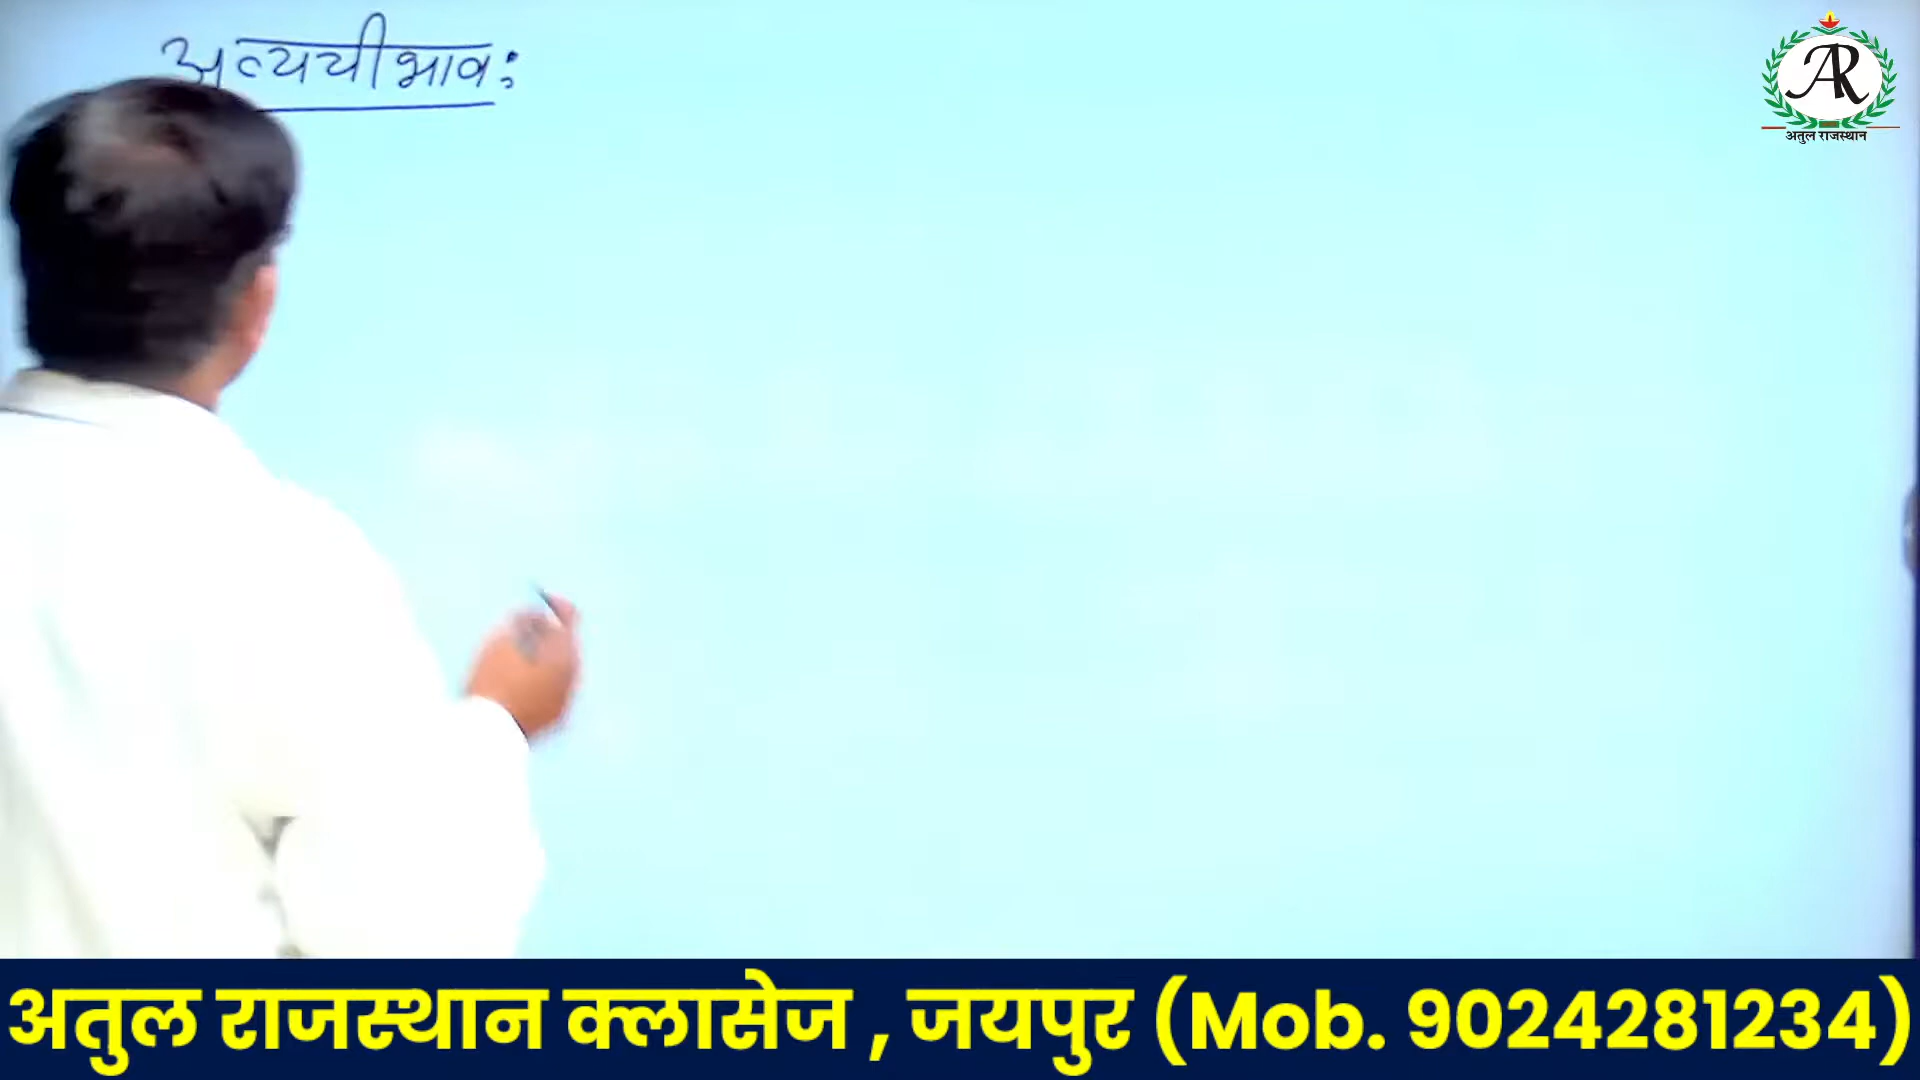 अव्ययीभावः
AR
अतुल राजस्थान
अतुल राजस्थान क्लासेज , जयपुर (Mob. 9024281234)